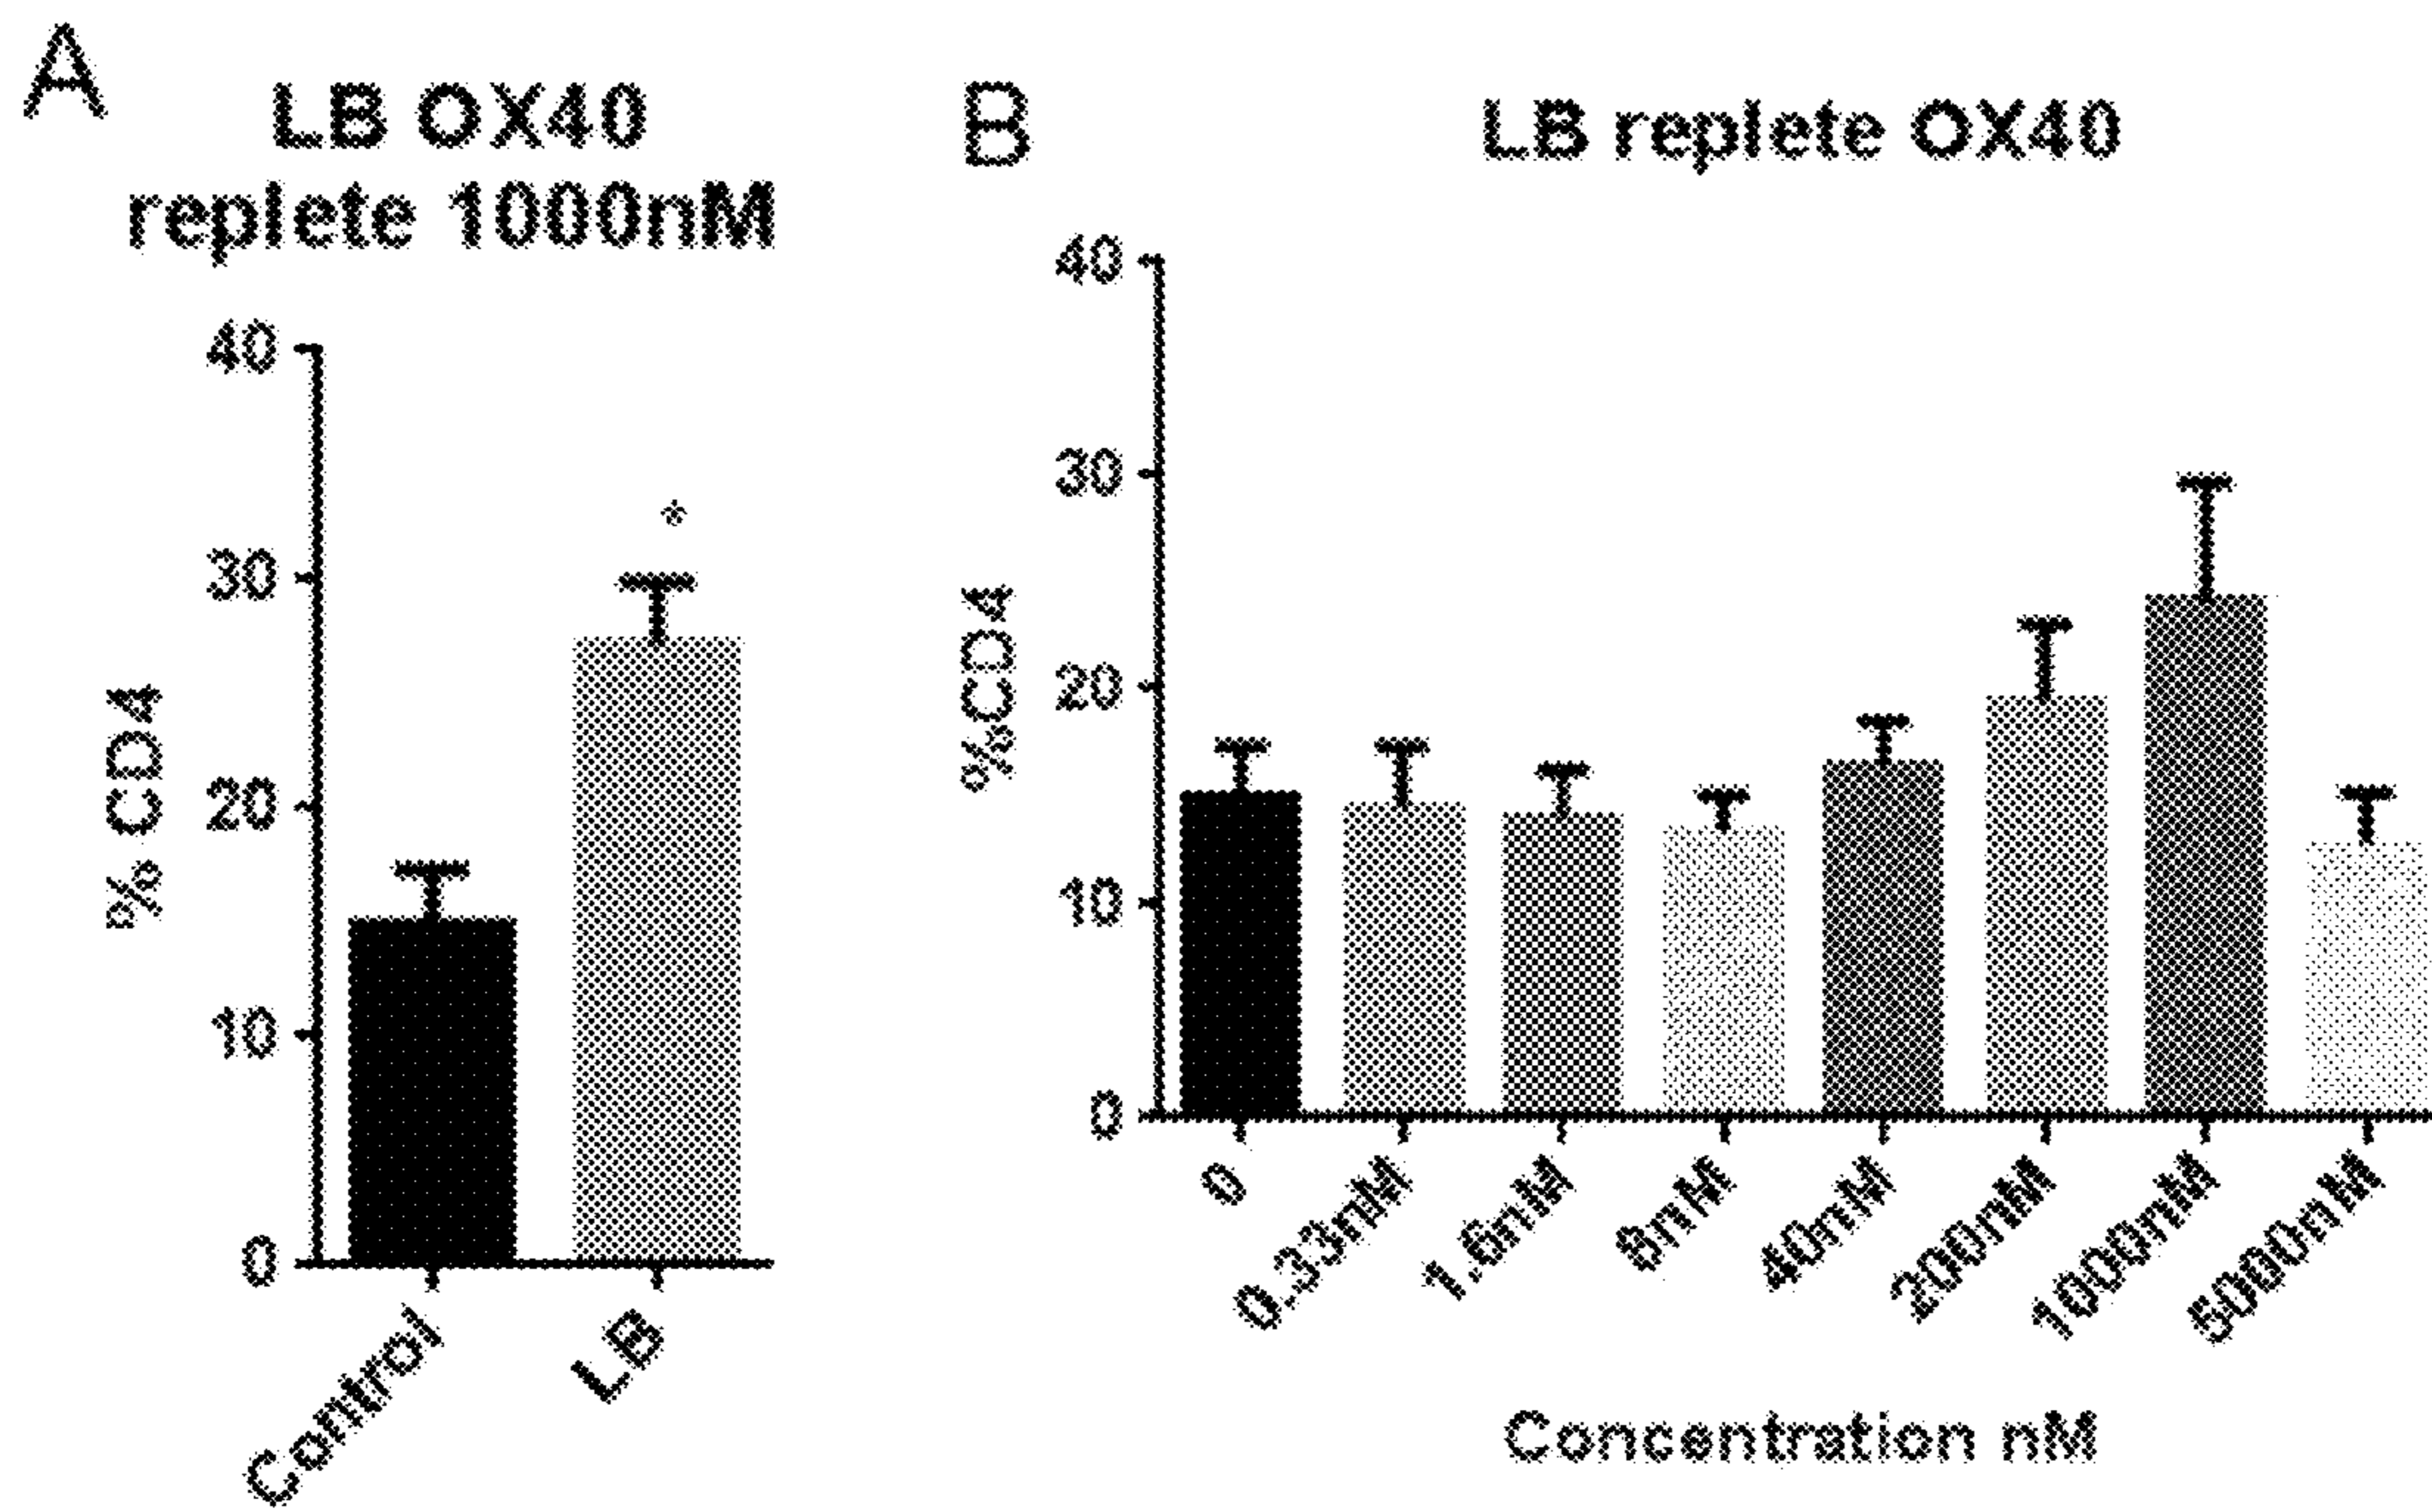 A
LB OX40
replete 1000nM
40
30
20
10
0
% CD4
Control
LB
*
B
LB replete OX40
40
30
20
10
0
%CD4
0
0.33nM
1.6nM
8nM
40nM
200nM
1000nM
5000nM
Concentration nM